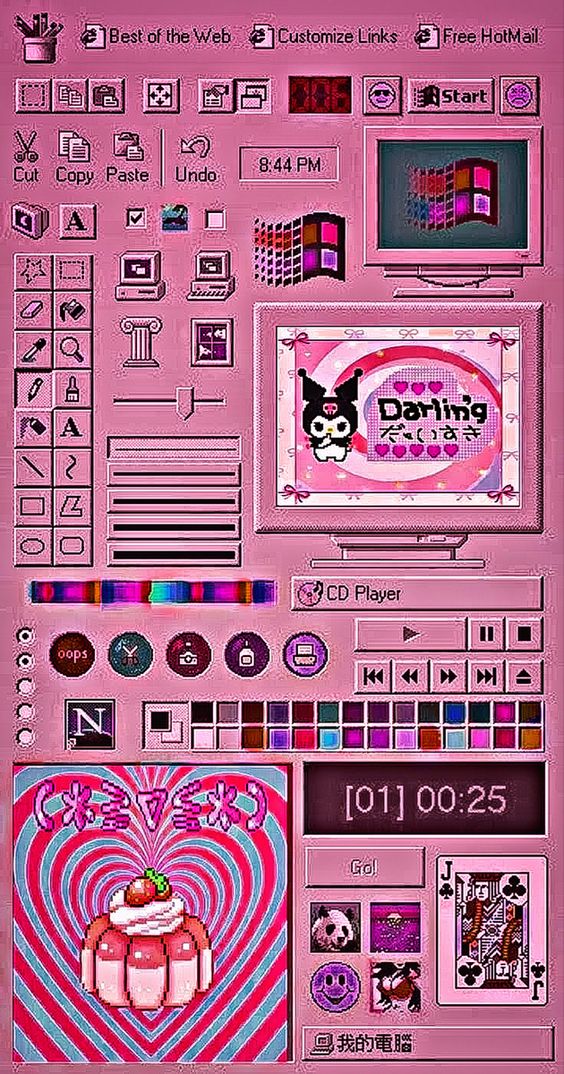 Best of the Web
Customize Links
Free HotMail
Start
Cut
Copy
Paste
Undo
8:44 PM
A
Darlin'g
だいすき
A
CD Player
oops
N
[01] 00:25
Go!
J
J
我的電腦